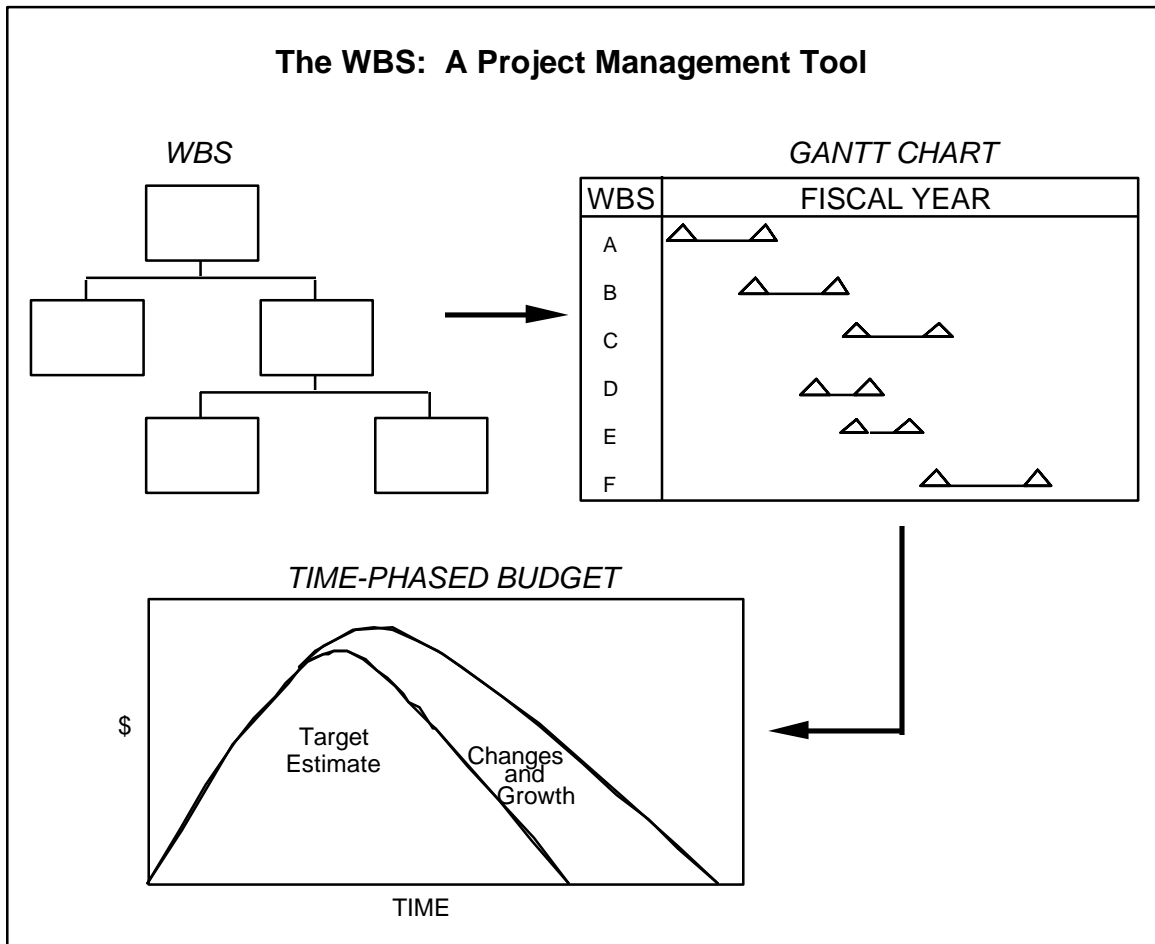 The WBS:  A Project Management Tool
WBS
GANTT CHART
WBS
FISCAL YEAR
A
B
C
D
E
F
TIME-PHASED BUDGET
$
Target
Estimate
Changes
and
Growth
TIME